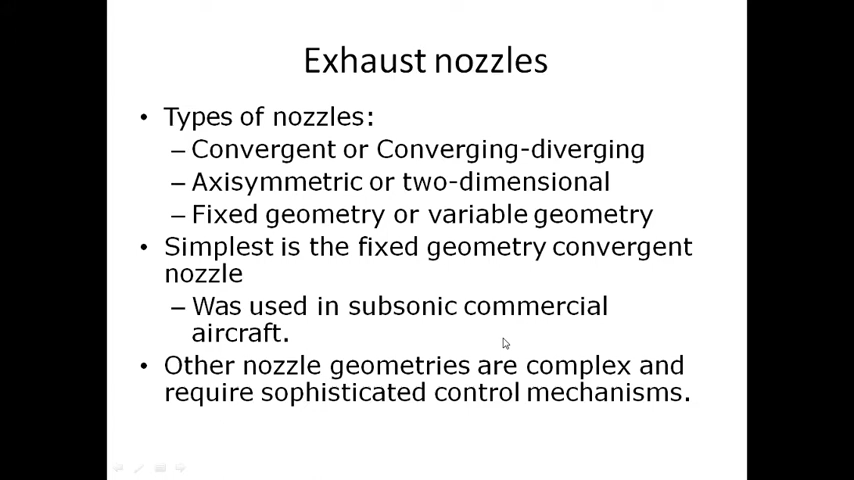 Exhaust nozzles
• Types of nozzles:
– Convergent or Converging-diverging
– Axisymmetric or two-dimensional
– Fixed geometry or variable geometry
• Simplest is the fixed geometry convergent
nozzle
– Was used in subsonic commercial
aircraft.
• Other nozzle geometries are complex and
require sophisticated control mechanisms.